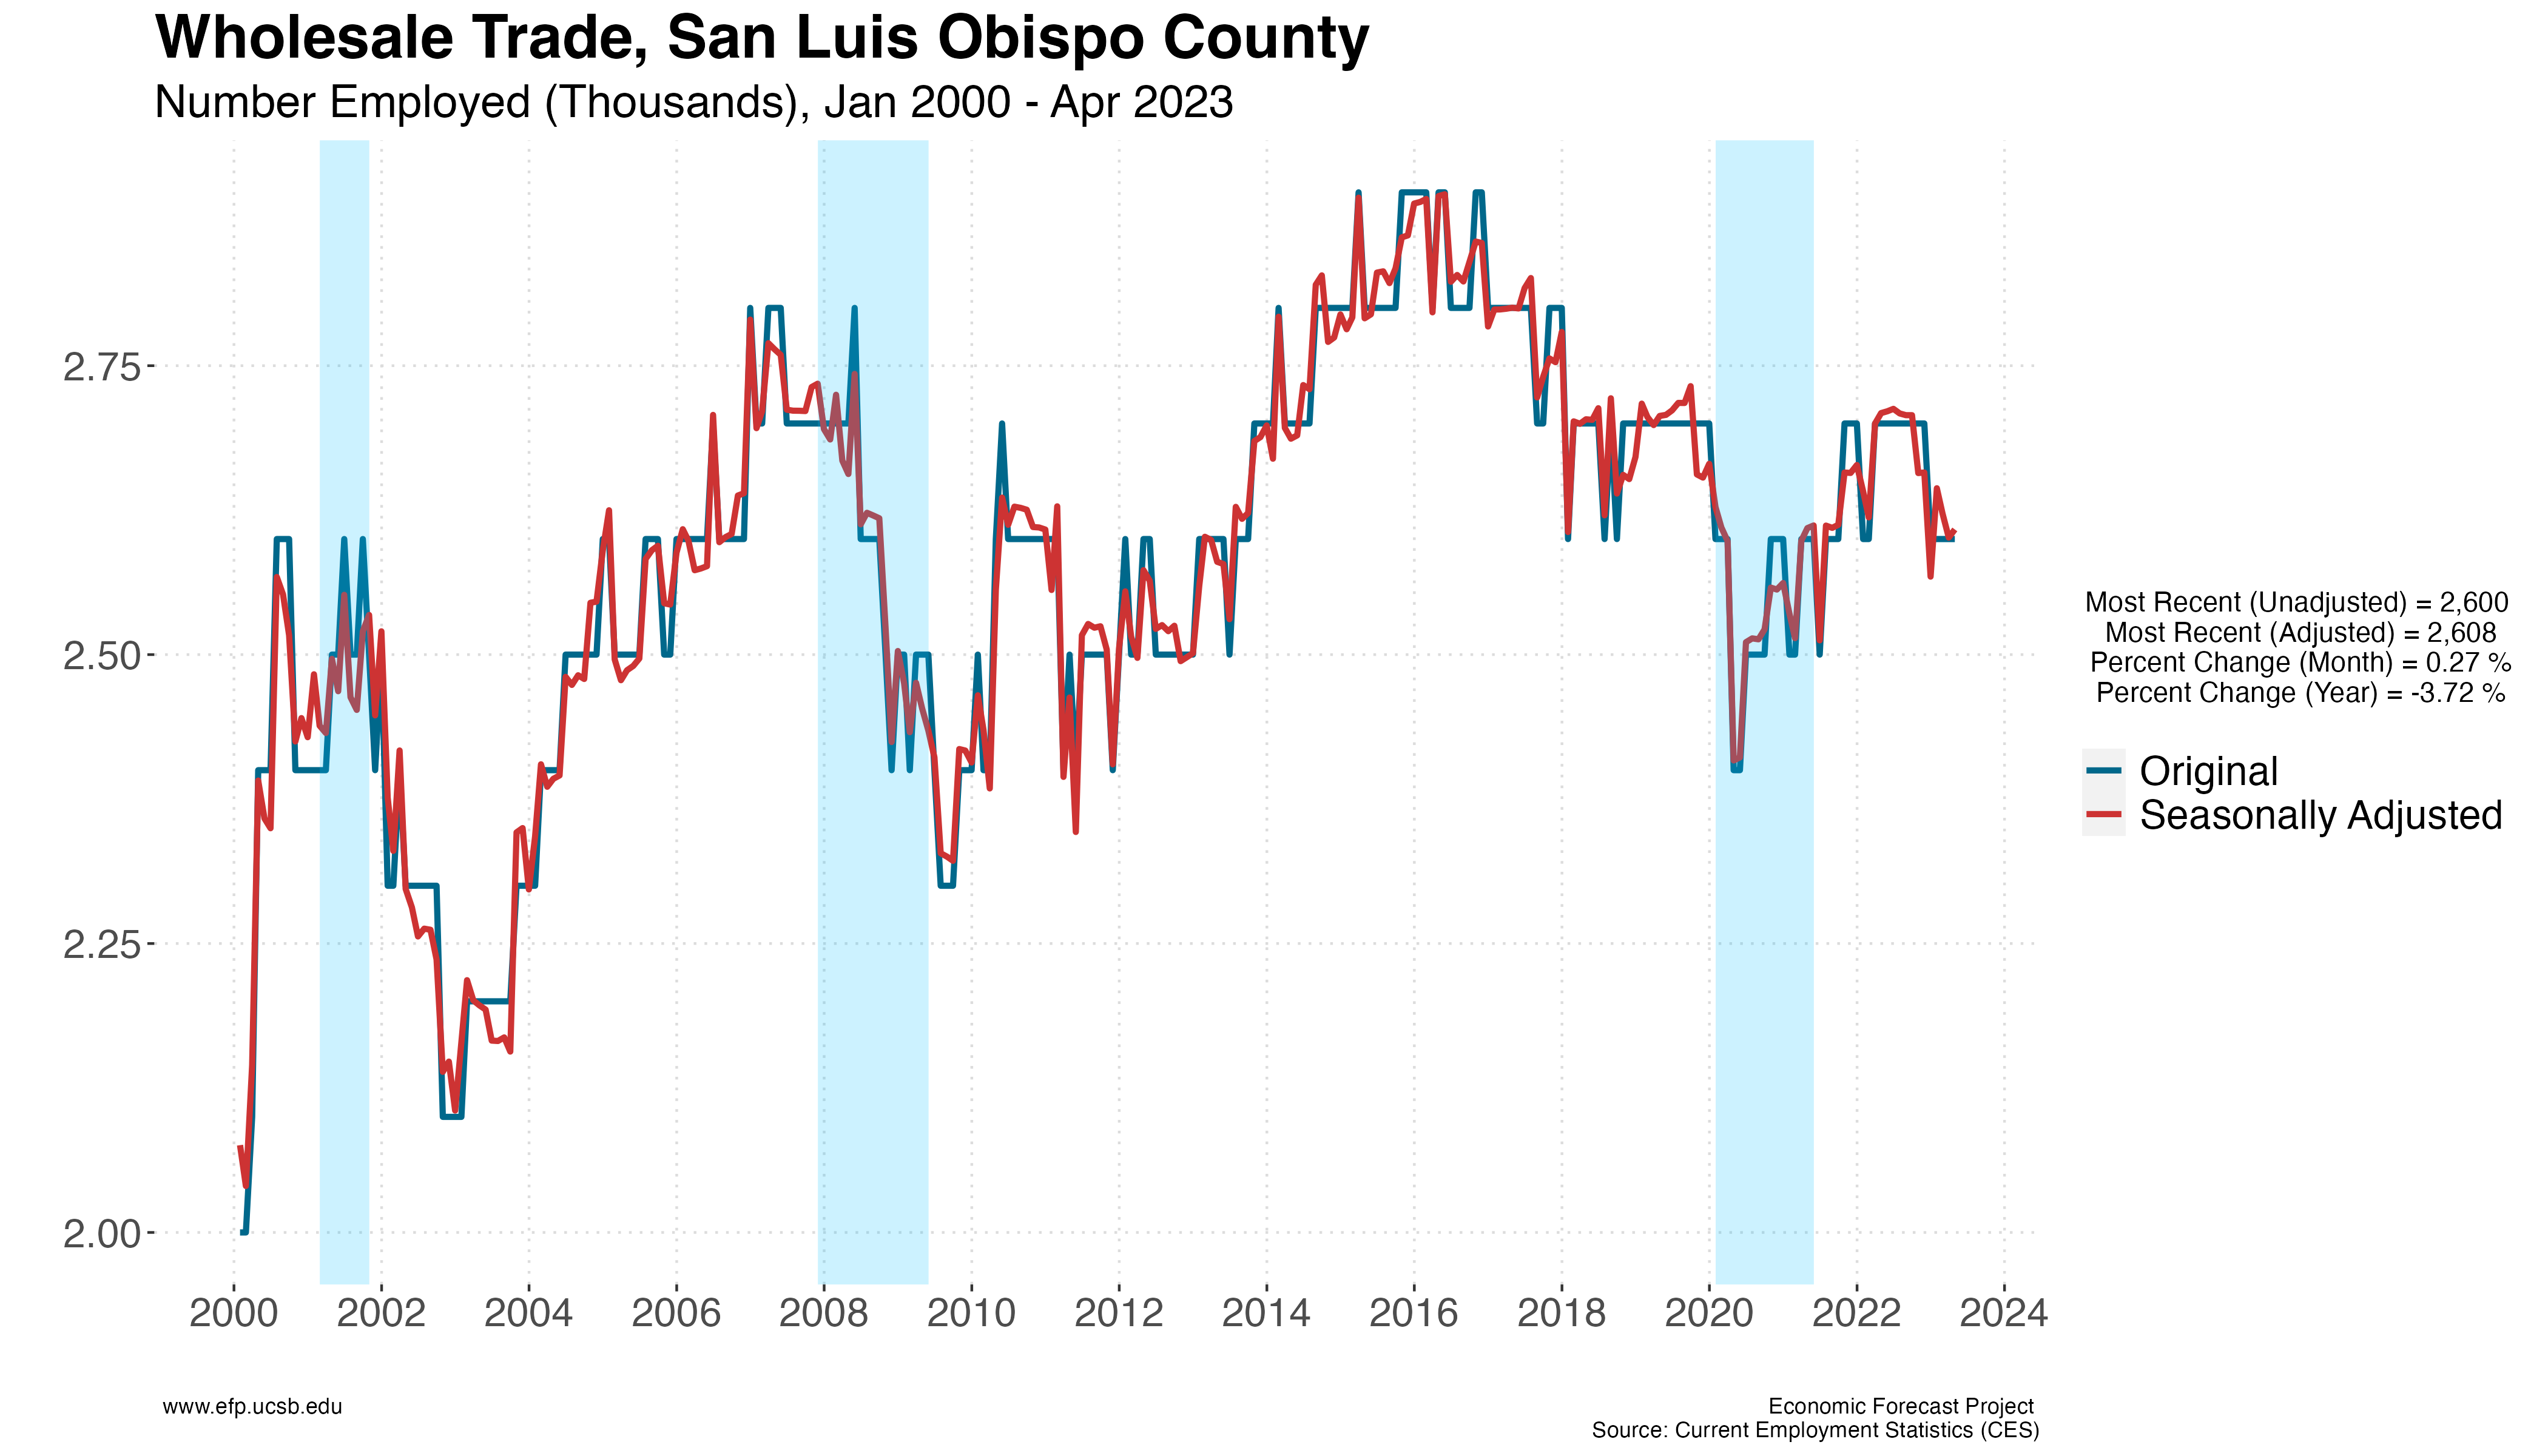 Wholesale Trade, San Luis Obispo County
Number Employed (Thousands), Jan 2000 - Apr 2023
2.75
2.50
2.25
2.00
2000 2002 2004 2006 2008 2010 2012 2014 2016 2018 2020 2022 2024
Most Recent (Unadjusted) = 2,600
Most Recent (Adjusted) = 2,608
Percent Change (Month) = 0.27 %
Percent Change (Year) = -3.72 %
Original
Seasonally Adjusted
www.efp.ucsb.edu
Economic Forecast Project
Source: Current Employment Statistics (CES)